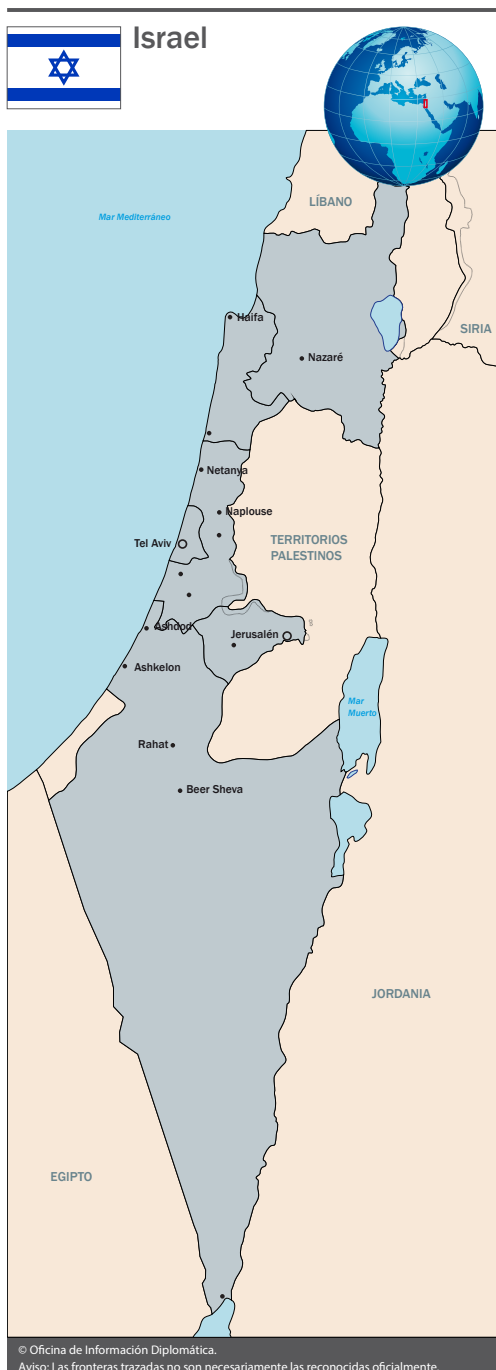 Israel
Mar Mediterráneo
LÍBANO
SIRIA
Haifa
Nazaré
Netanya
Naplouse
Tel Aviv
TERRITORIOS
PALESTINOS
Ashdod
Jerusalén
Ashkelon
Mar
Muerto
Rahat
Beer Sheva
JORDANIA
EGIPTO
© Oficina de Información Diplomática.
Aviso: Las fronteras trazadas no son necesariamente las reconocidas oficialmente.